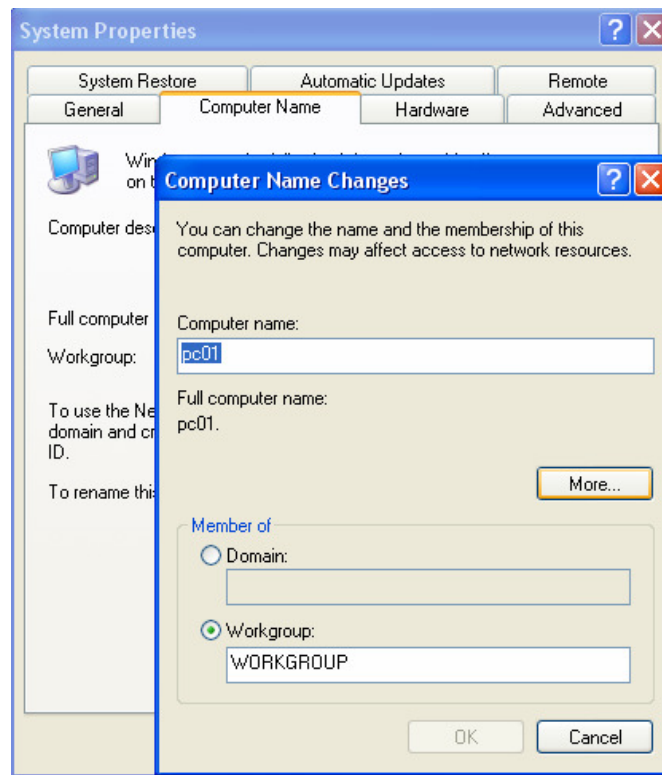 System Properties
System Restore
Automatic Updates
Remote
General
Computer Name
Hardware
Advanced
on t
Computer Name Changes
Computer des
You can change the name and the membership of this
computer. Changes may affect access to network resources.
Full computer
Workgroup:
Computer name:
pc01
Full computer name:
pc01.
To use the Ne
domain and cr
ID.
To rename this
More...
Member of
Domain:
Workgroup:
WORKGROUP
OK
Cancel